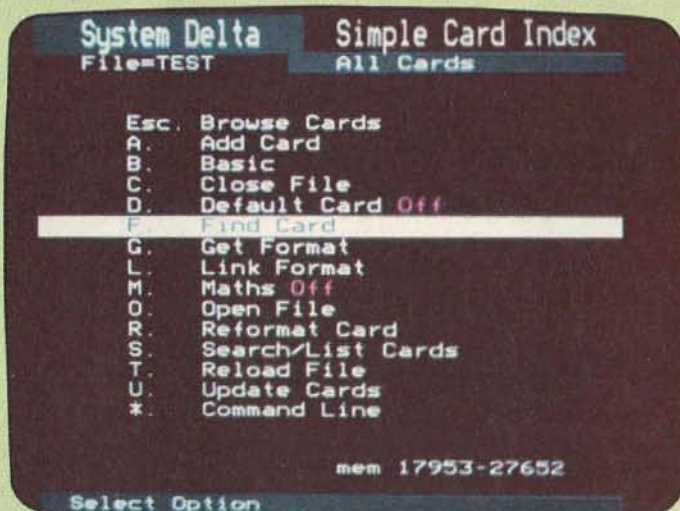 System Delta Simple Card Index
File=TEST All Cards
Esc. Browse Cards
A. Add Card
B. Basic
C. Close File
D. Default Card Off
F. Find Card
G. Get Format
L. Link Format
M. Maths Off
O. Open File
R. Reformat Card
S. Search/List Cards
T. Reload File
U. Update Cards
*. Command Line
mem 17953-27652
Select Option